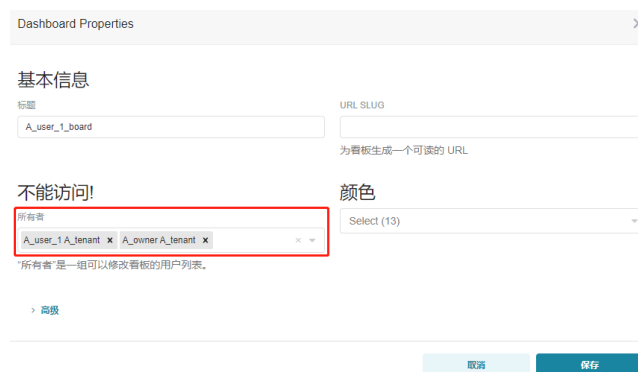 Dashboard Properties
基本信息
标题
URL SLUG
A_user_1_board
为看板生成一个可读的 URL
不能访问!
颜色
所有者
Select (13)
A_user_1 A_tenant x A_owner A_tenant x
“所有者”是一组可以修改看板的用户列表。
> 高级
取消
保存